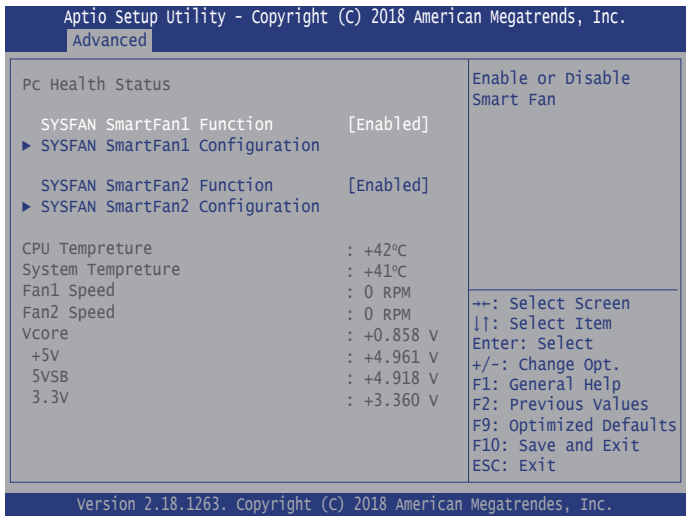 Aptio Setup Utility - Copyright (C) 2018 American Megatrends, Inc.
Advanced
Pc Health Status
SYSFAN SmartFan1 Function [Enabled]
▶ SYSFAN SmartFan1 Configuration
SYSFAN SmartFan2 Function [Enabled]
▶ SYSFAN SmartFan2 Configuration
CPU Tempreture : +42°C
System Tempreture : +41°C
Fan1 Speed : 0 RPM
Fan2 Speed : 0 RPM
Vcore : +0.858 V
+5V : +4.961 V
5VSB : +4.918 V
3.3V : +3.360 V
Enable or Disable
Smart Fan
→←: Select Screen
↓↑: Select Item
Enter: Select
+/-: Change Opt.
F1: General Help
F2: Previous Values
F9: Optimized Defaults
F10: Save and Exit
ESC: Exit
Version 2.18.1263. Copyright (C) 2018 American Megatrendes, Inc.